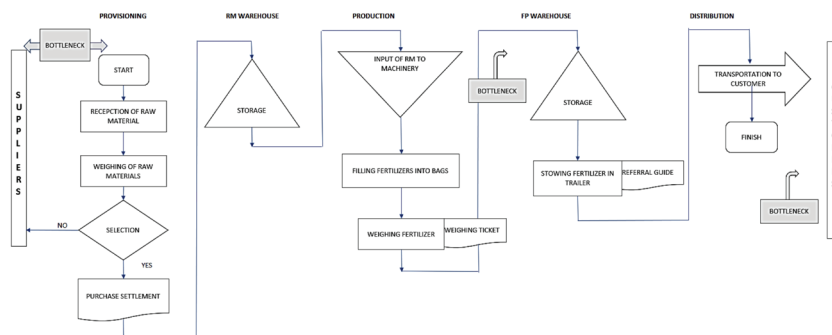 PROVISIONING
RM WAREHOUSE
PRODUCTION
FP WAREHOUSE
DISTRIBUTION
BOTTLENECK
SUPPLIERS
START
RECEPCTION OF RAW
MATERIAL
WEIGHING OF RAW
MATERIALS
SELECTION
NO
YES
PURCHASE SETTLEMENT
STORAGE
INPUT OF RM TO
MACHINERY
FILLING FERTILIZERS INTO BAGS
WEIGHING FERTILIZER
WEIGHING TICKET
BOTTLENECK
STORAGE
STOWING FERTILIZER IN
TRAILER
REFERRAL GUIDE
TRANSPORTATION TO
CUSTOMER
FINISH
BOTTLENECK